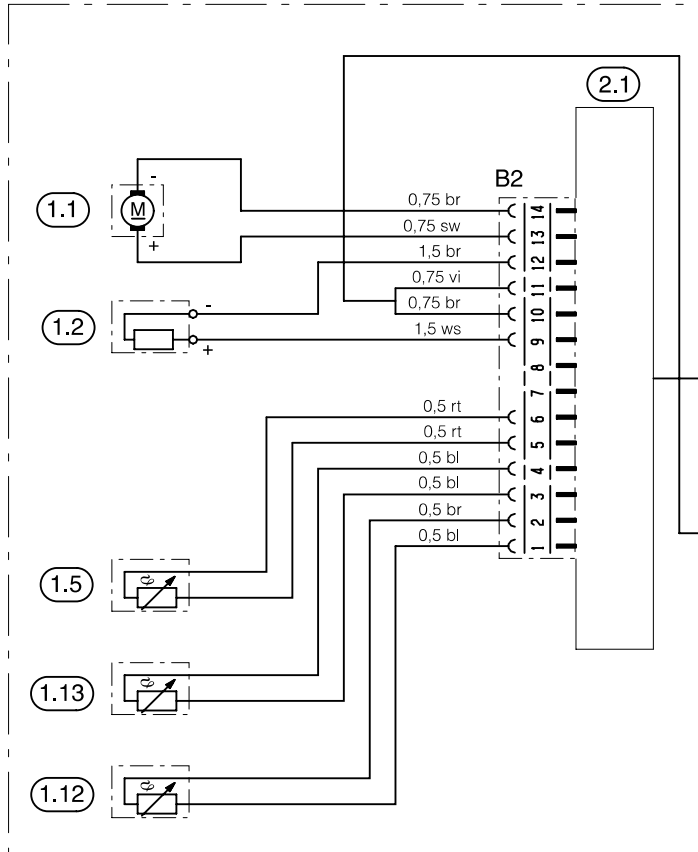 2.1
B2
1.1
-
M
+
0,75 br
14
0,75 sw
13
1,5 br
12
0,75 vi
11
1.2
-
0,75 br
10
+
1,5 ws
9
8
7
0,5 rt
6
0,5 rt
5
0,5 bl
4
0,5 bl
3
0,5 br
2
0,5 bl
1
1.5
ϑ
1.13
ϑ
1.12
ϑ